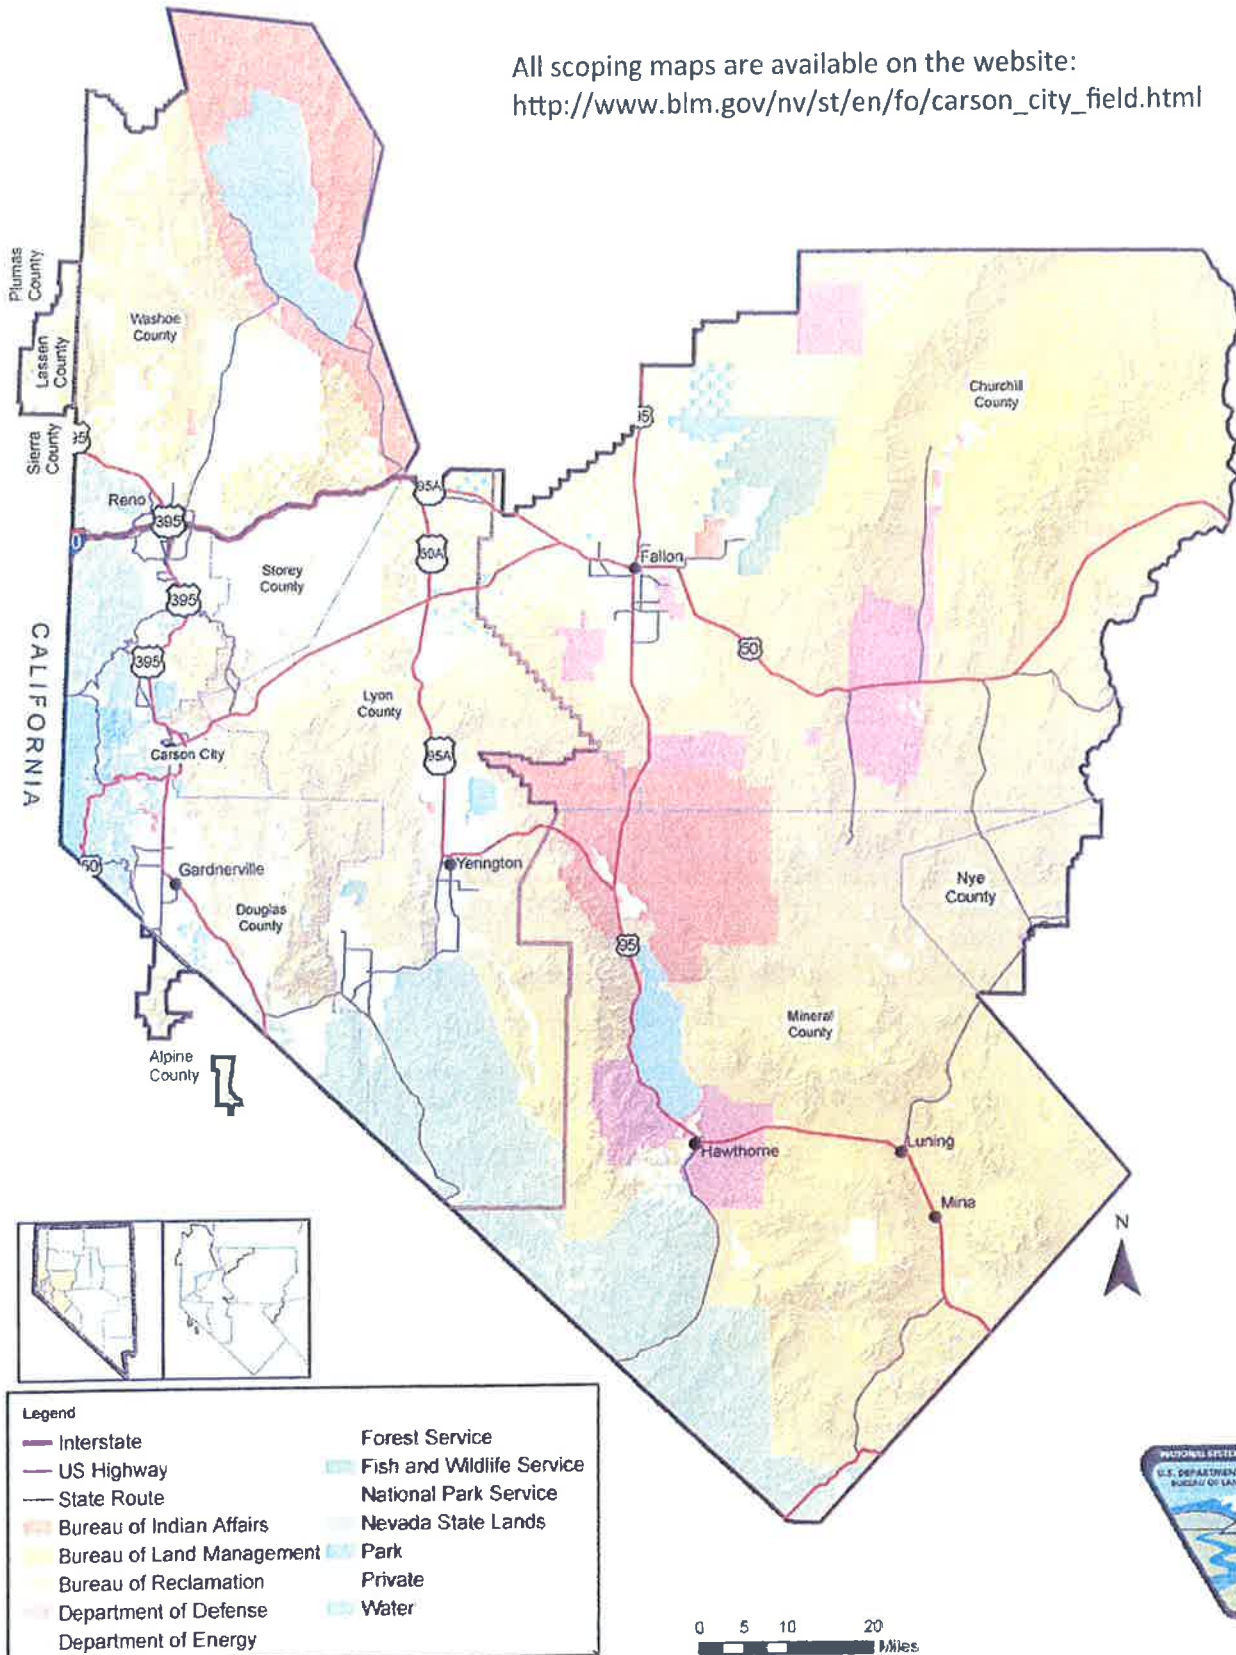 All scoping maps are available on the website:
http://www.blm.gov/nv/st/en/fo/carson_city_field.html
Plumas
County
Lassen
County
Sierra
County
Washoe
County
Churchill
County
95
95
Reno
395
95A
Fallon
50A
Storey
County
395
50
395
CALIFORNIA
Lyon
County
Carson City
95A
50
Gardnerville
Yerington
Nye
County
Douglas
County
95
Mineral
County
Alpine
County
Hawthorne
Luning
Mina
N
Legend
Interstate
US Highway
State Route
Bureau of Indian Affairs
Bureau of Land Management
Bureau of Reclamation
Department of Defense
Department of Energy
Forest Service
Fish and Wildlife Service
National Park Service
Nevada State Lands
Park
Private
Water
0 5 10 20
Miles
U.S. DEPARTMENT